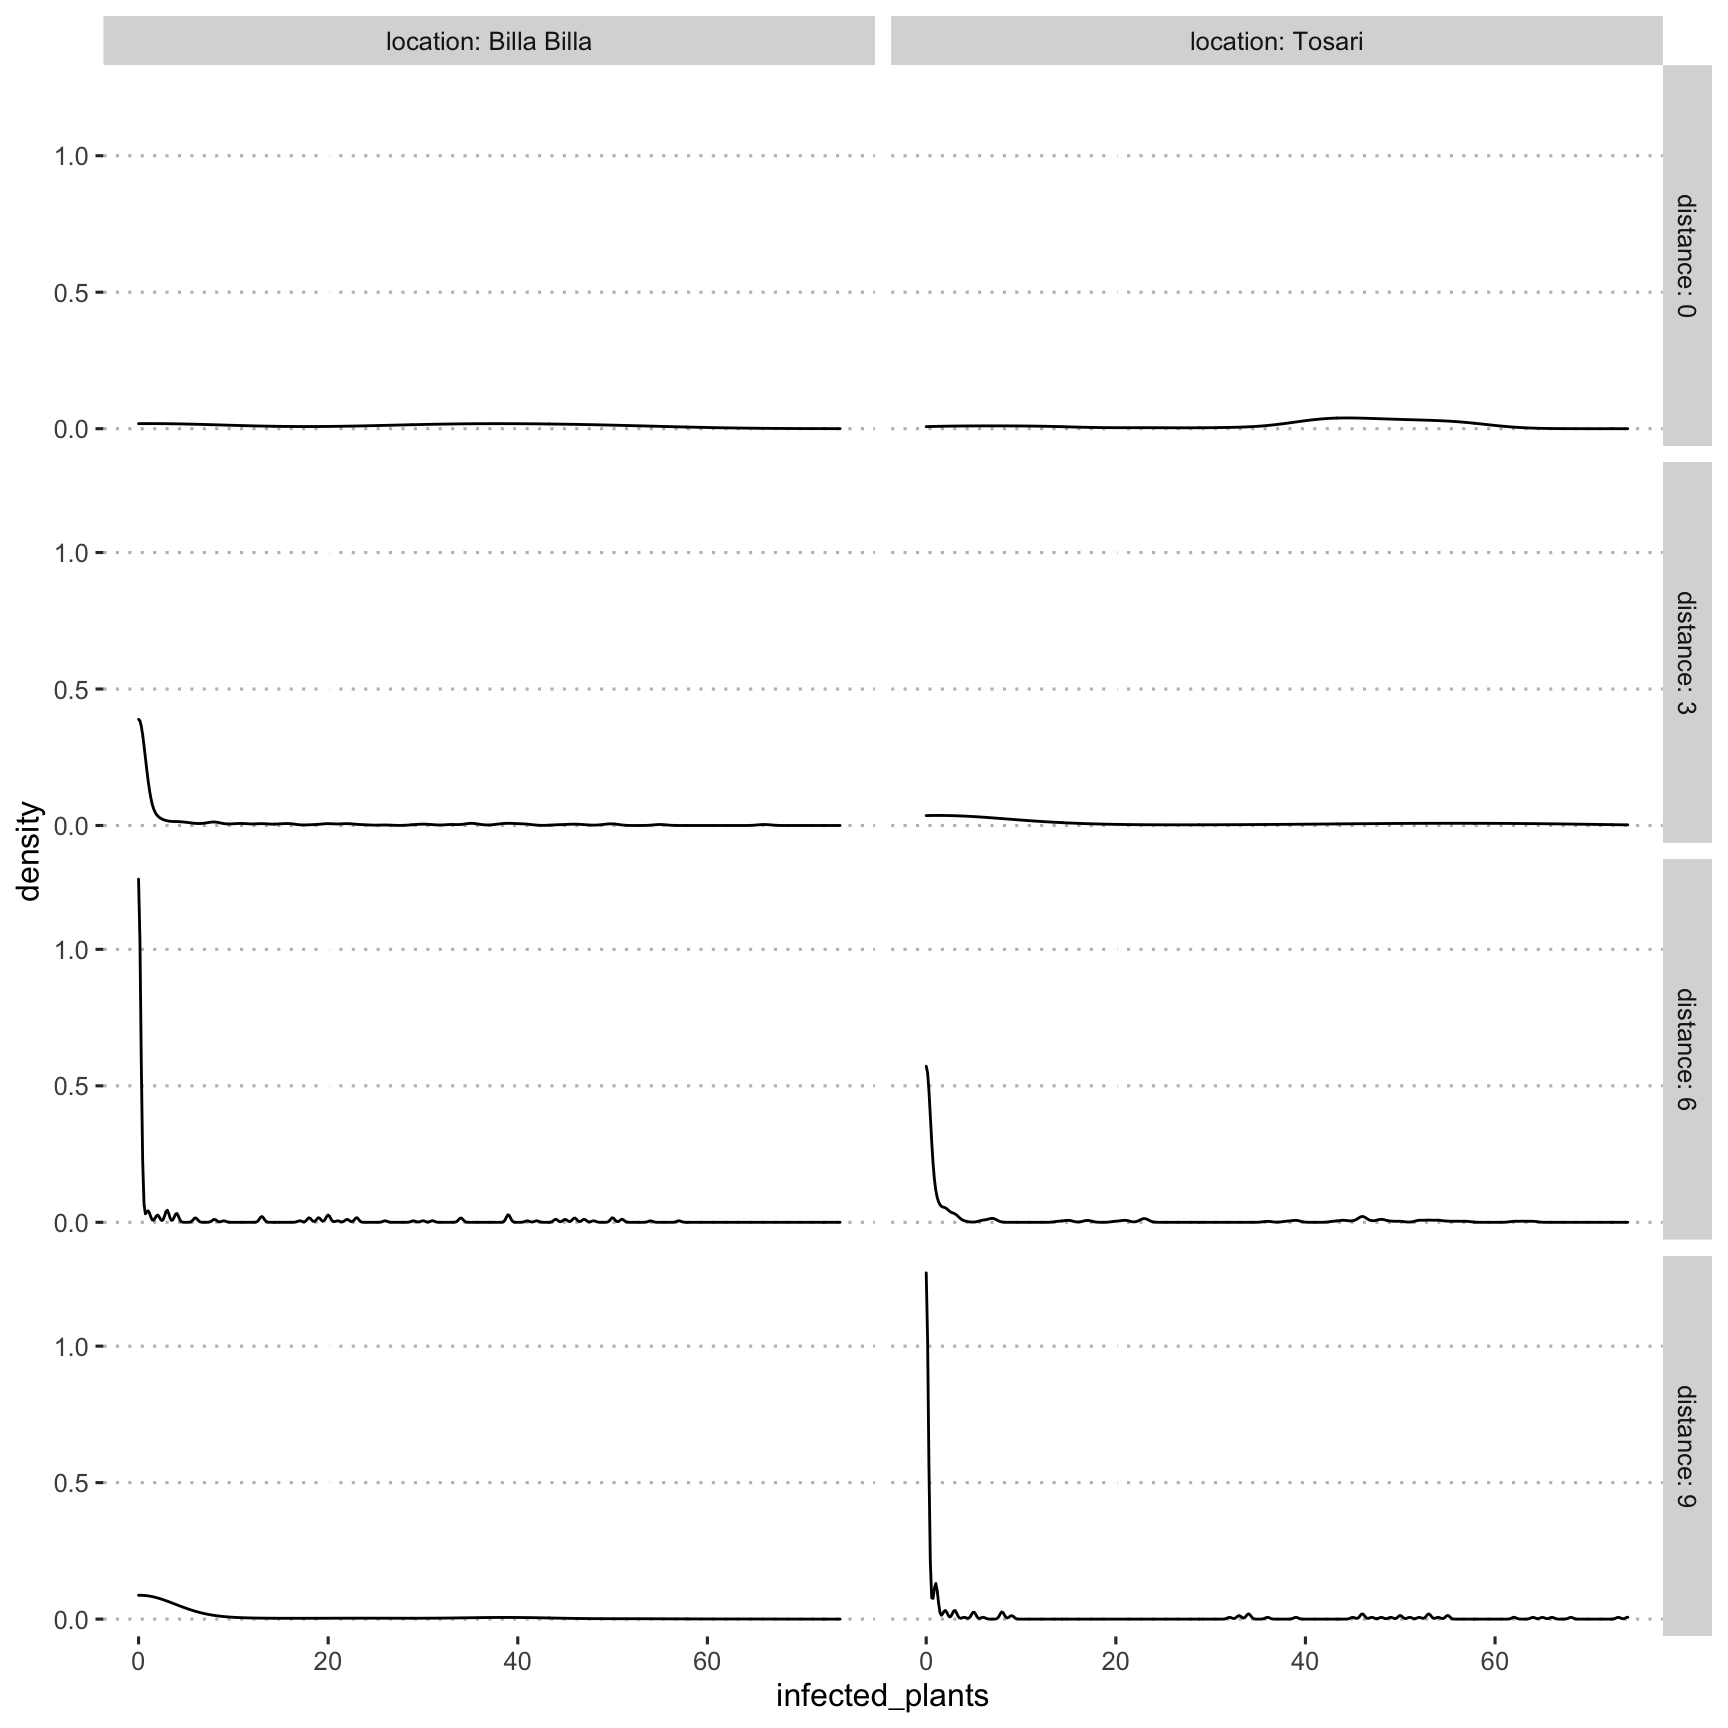 location: Billa Billa
location: Tosari
1.0
0.5
0.0
distance: 0
1.0
0.5
0.0
distance: 3
1.0
0.5
0.0
distance: 6
1.0
0.5
0.0
distance: 9
density
0 20 40 60
0 20 40 60
infected_plants